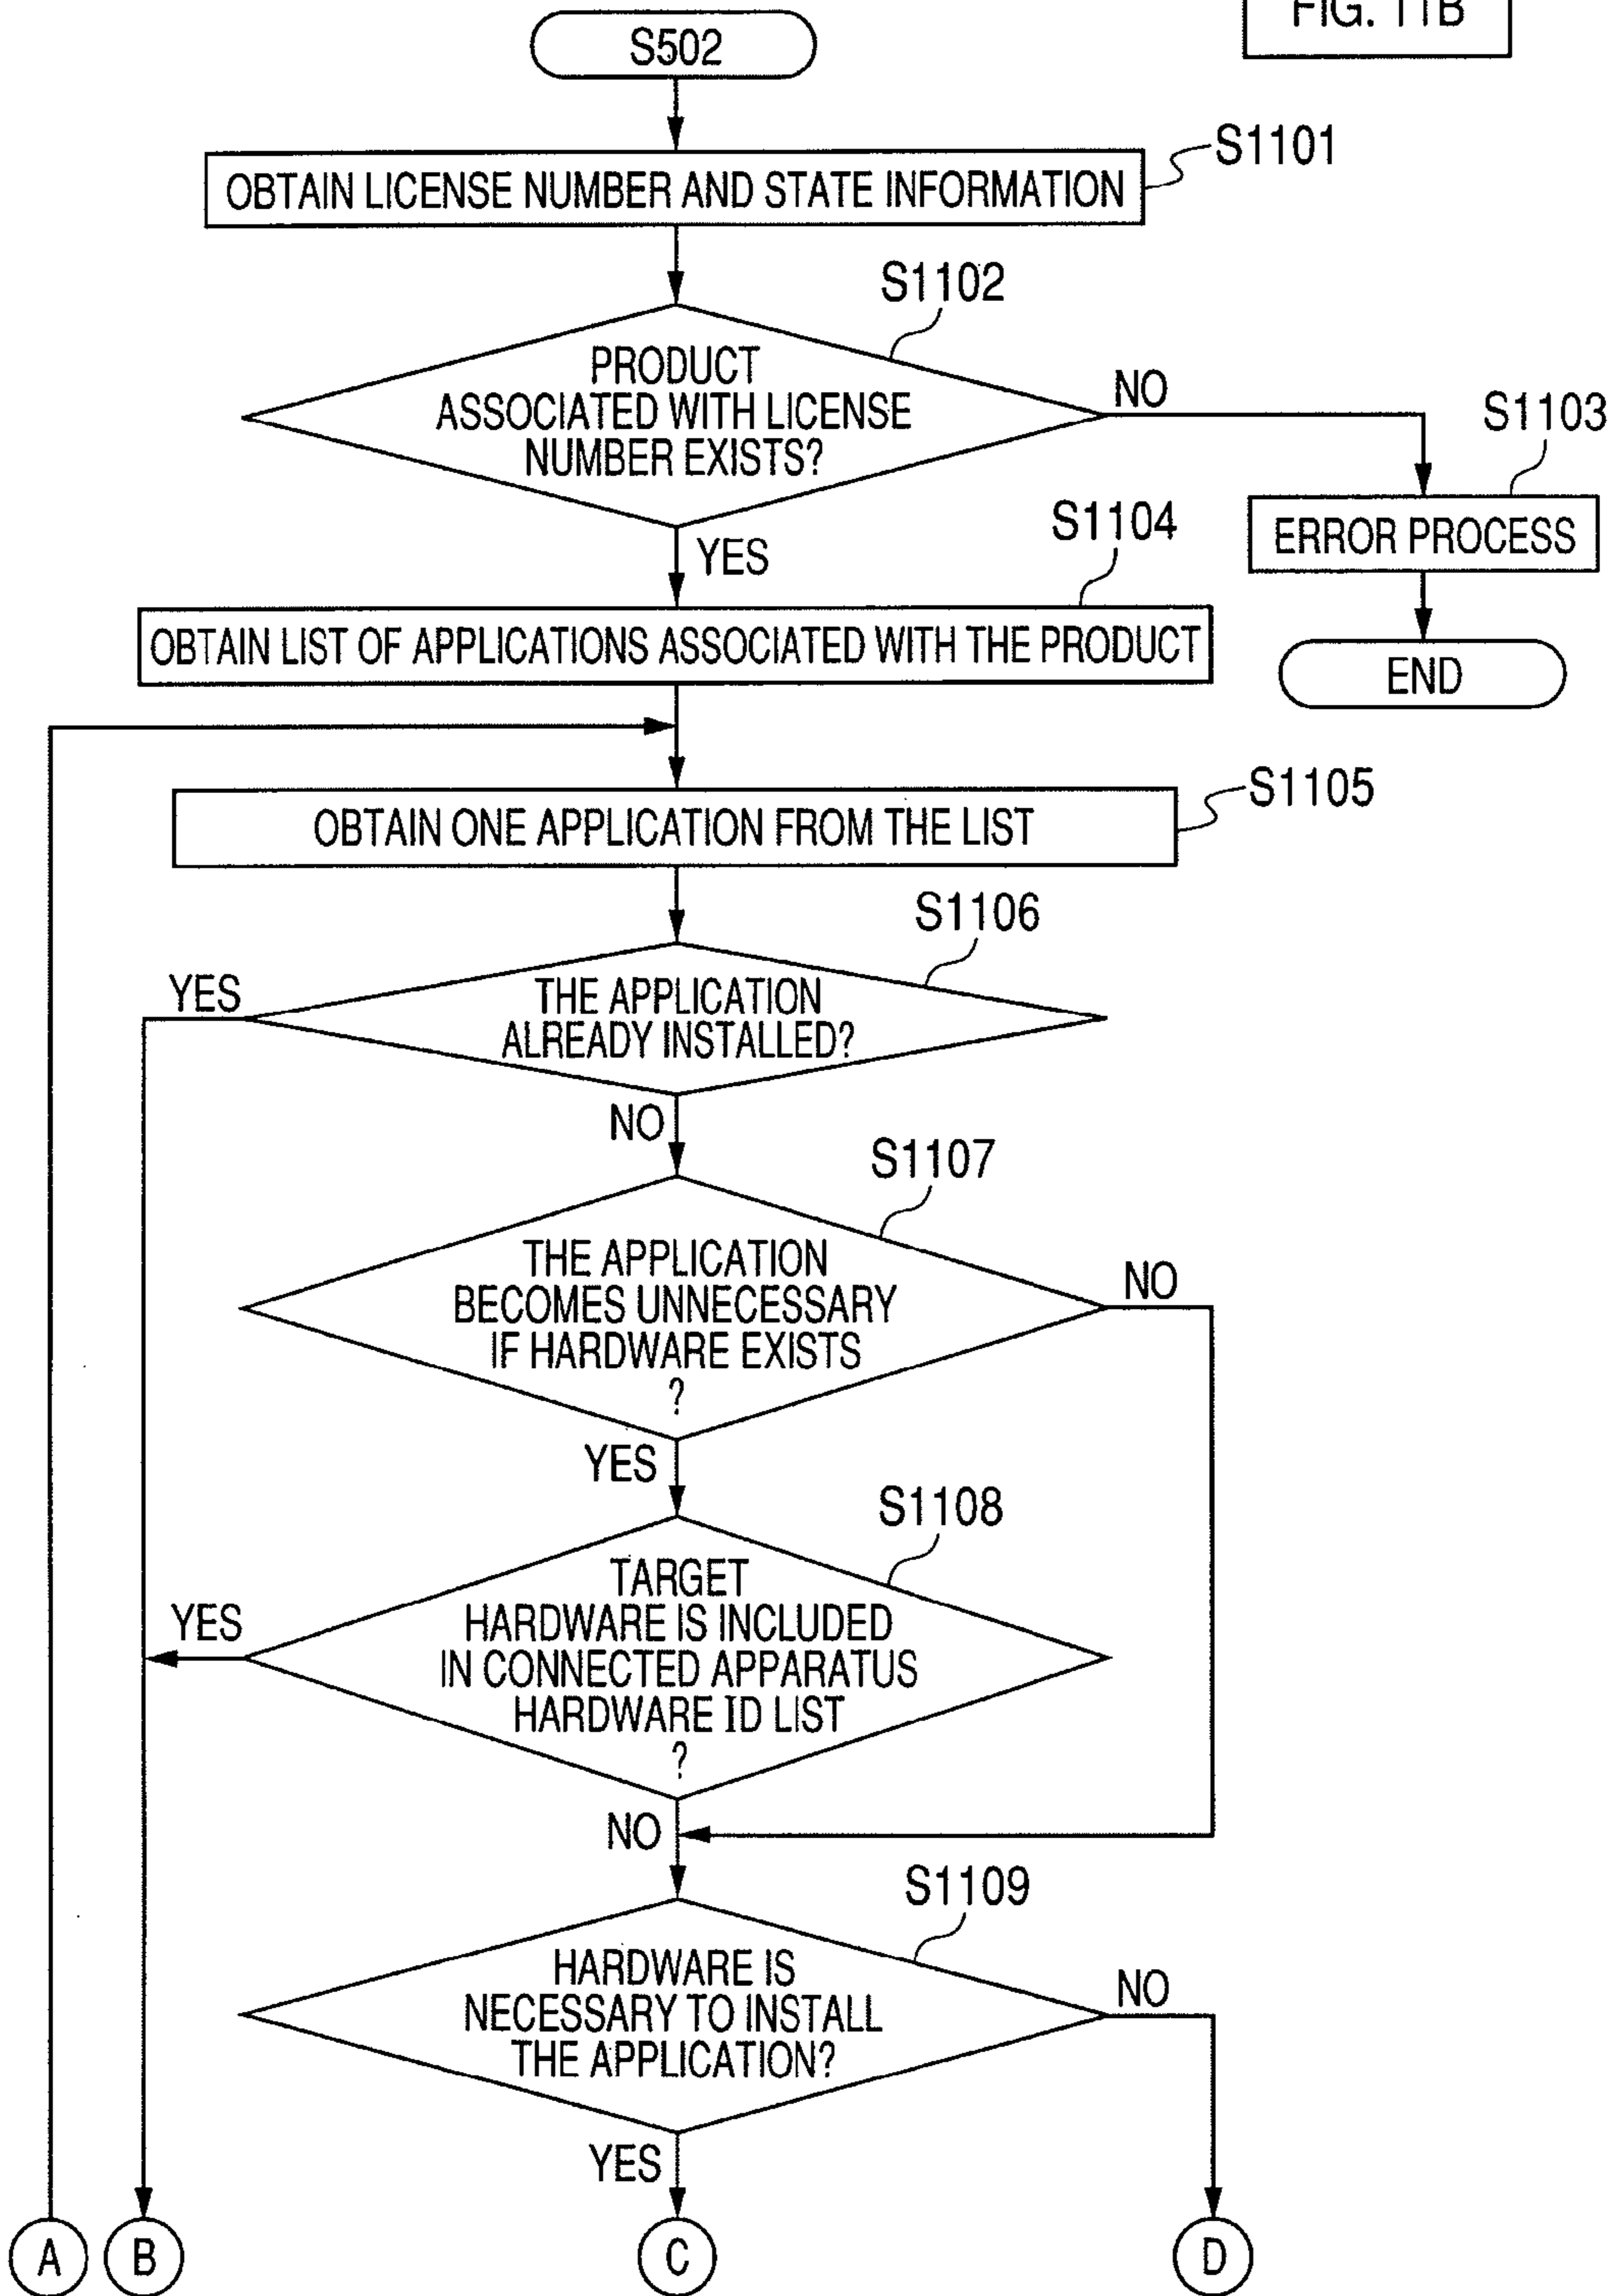 FIG. 11B
S502
S1101
OBTAIN LICENSE NUMBER AND STATE INFORMATION
S1102
PRODUCT
ASSOCIATED WITH LICENSE
NUMBER EXISTS?
NO
S1103
ERROR PROCESS
END
YES
S1104
OBTAIN LIST OF APPLICATIONS ASSOCIATED WITH THE PRODUCT
S1105
OBTAIN ONE APPLICATION FROM THE LIST
S1106
YES
THE APPLICATION
ALREADY INSTALLED?
NO
S1107
THE APPLICATION
BECOMES UNNECESSARY
IF HARDWARE EXISTS
?
NO
YES
S1108
TARGET
HARDWARE IS INCLUDED
IN CONNECTED APPARATUS
HARDWARE ID LIST
?
YES
NO
S1109
HARDWARE IS
NECESSARY TO INSTALL
THE APPLICATION?
NO
YES
A
B
C
D